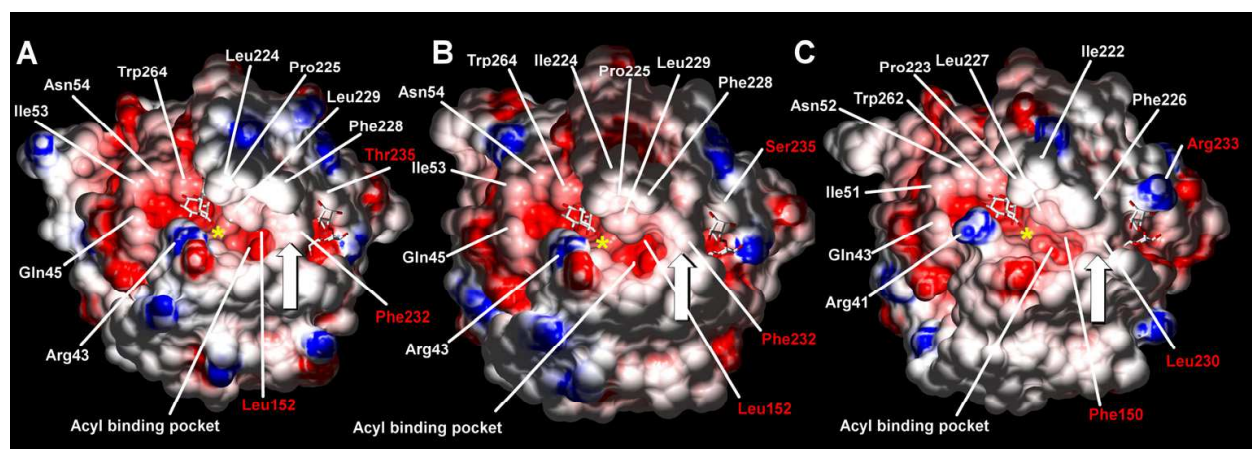 A
Leu224
Pro225
Trp264
Leu229
Asn54
Phe228
Ile53
Thr235
Gln45
Phe232
Arg43
Leu152
Acyl binding pocket
B
Pro225
Leu229
Ile224
Trp264
Phe228
Asn54
Ser235
Ile53
Gln45
Phe232
Arg43
Leu152
Acyl binding pocket
C
Ile222
Leu227
Pro223
Trp262
Phe226
Asn52
Arg233
Ile51
Gln43
Arg41
Leu230
Phe150
Acyl binding pocket